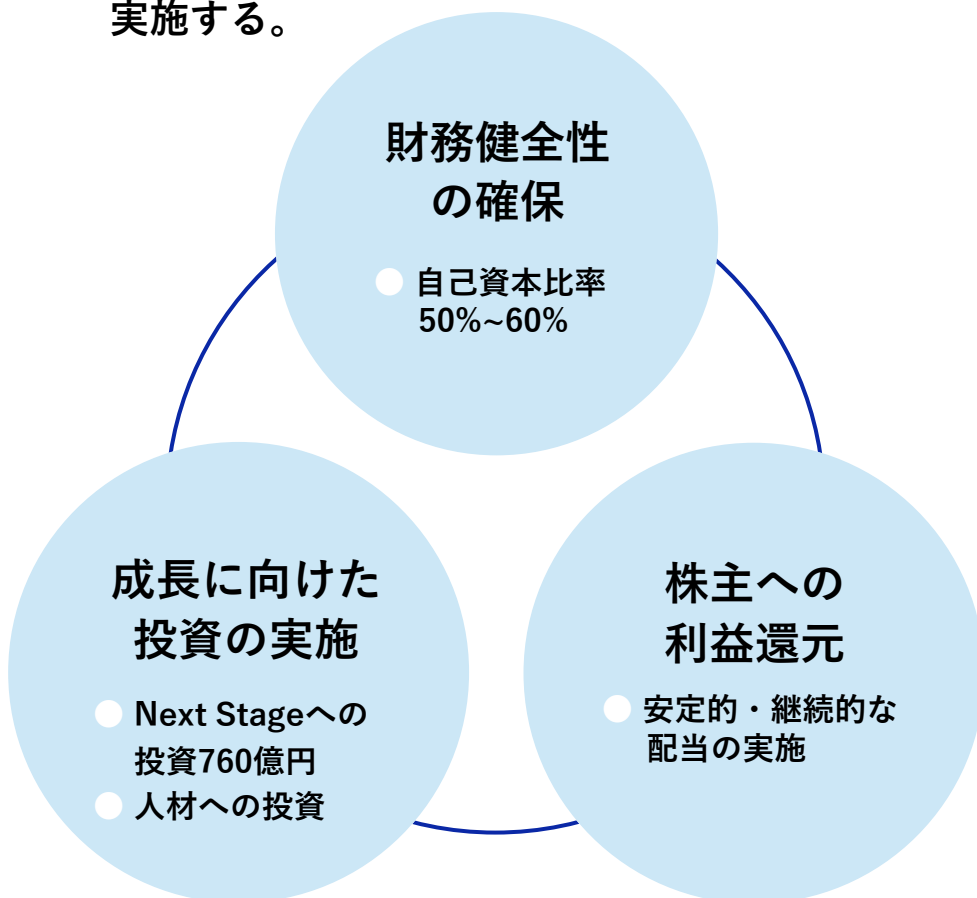 実施する。
財務健全性
の確保
自己資本比率
50%~60%
成長に向けた
投資の実施
Next Stageへの
投資760億円
人材への投資
株主への
利益還元
安定的・継続的な
配当の実施